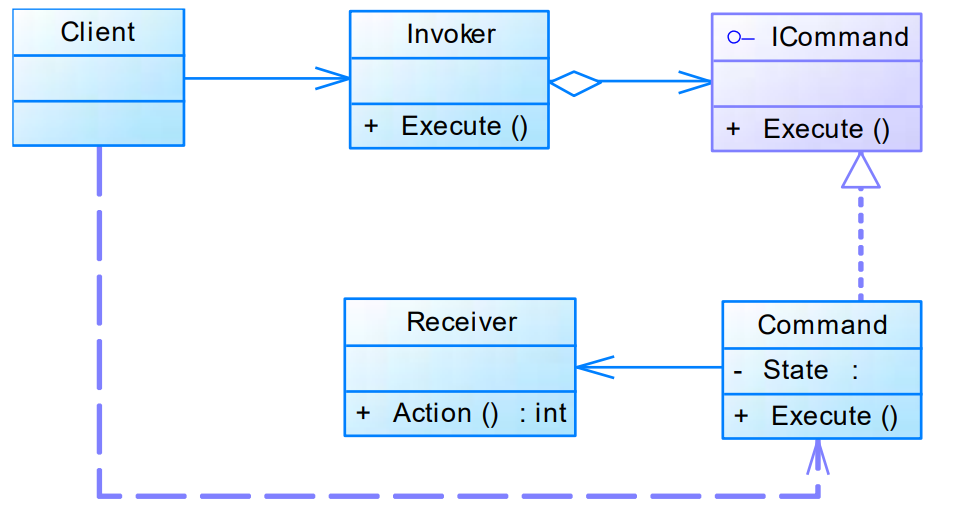 Client
Invoker
+ Execute ()
ICommand
+ Execute ()
Receiver
+ Action () : int
Command
- State :
+ Execute ()